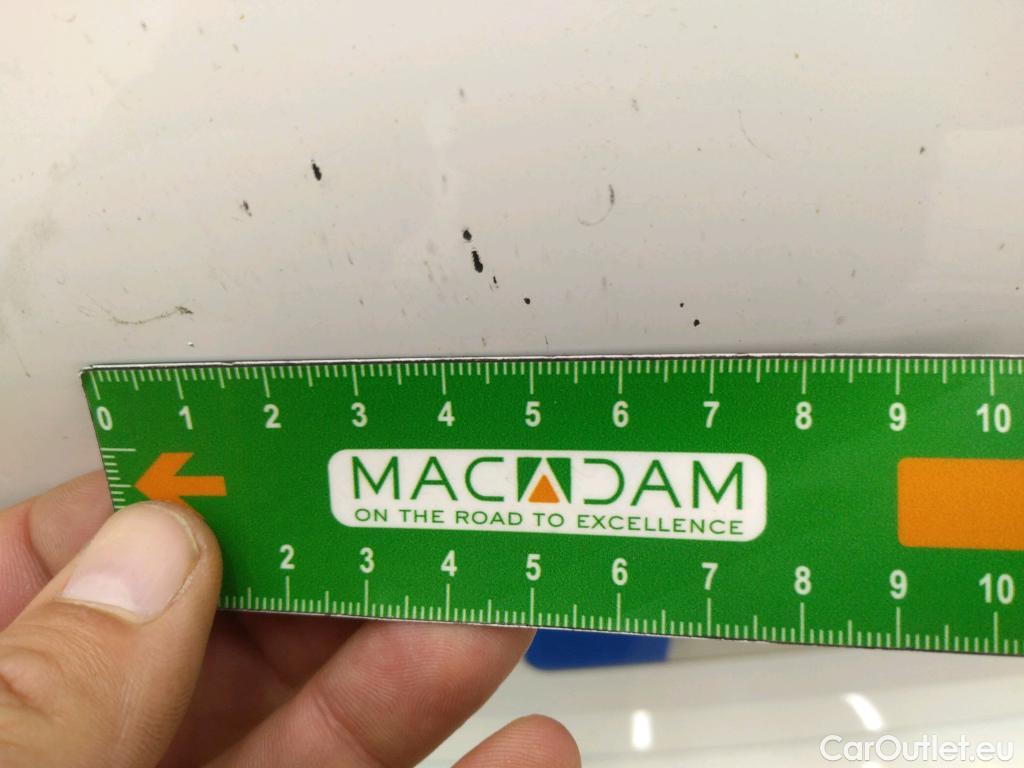 0 1 2 3 4 5 6 7 8 9 10
MACADAM
ON THE ROAD TO EXCELLENCE
2 3 4 5 6 7 8 9 10
CarOutlet.eu